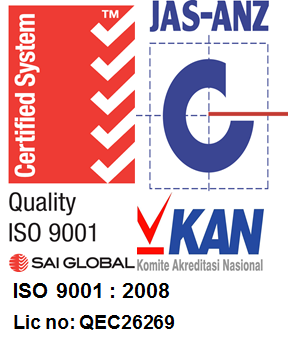 Certified System
TM
JAS-ANZ
Quality
ISO 9001
SAI GLOBAL
KAN
Komite Akreditasi Nasional
ISO 9001 : 2008
Lic no: QEC26269